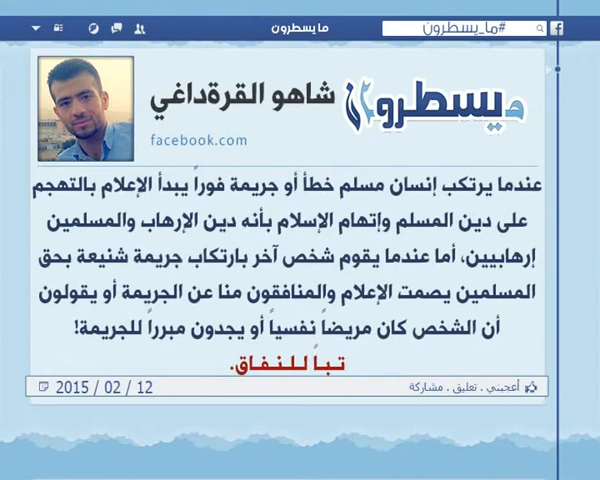 ما يسطرون
#ما_يسطرون
شاهو القرةداغي
ما يسطرون
facebook.com
عندما يرتكب إنسان مسلم خطأ أو جريمة فوراً يبدأ الإعلام بالتهجم
على دين المسلم وإتهام الإسلام بأنه دين الإرهاب والمسلمين
إرهابيين، أما عندما يقوم شخص آخر بارتكاب جريمة شنيعة بحق
المسلمين يصمت الإعلام والمنافقون منا عن الجريمة أو يقولون
أن الشخص كان مريضاً نفسياً أو يجدون مبرراً للجريمة!
تباً للنفاق.
أعجبني . تعليق . مشاركة
2015 / 02 / 12